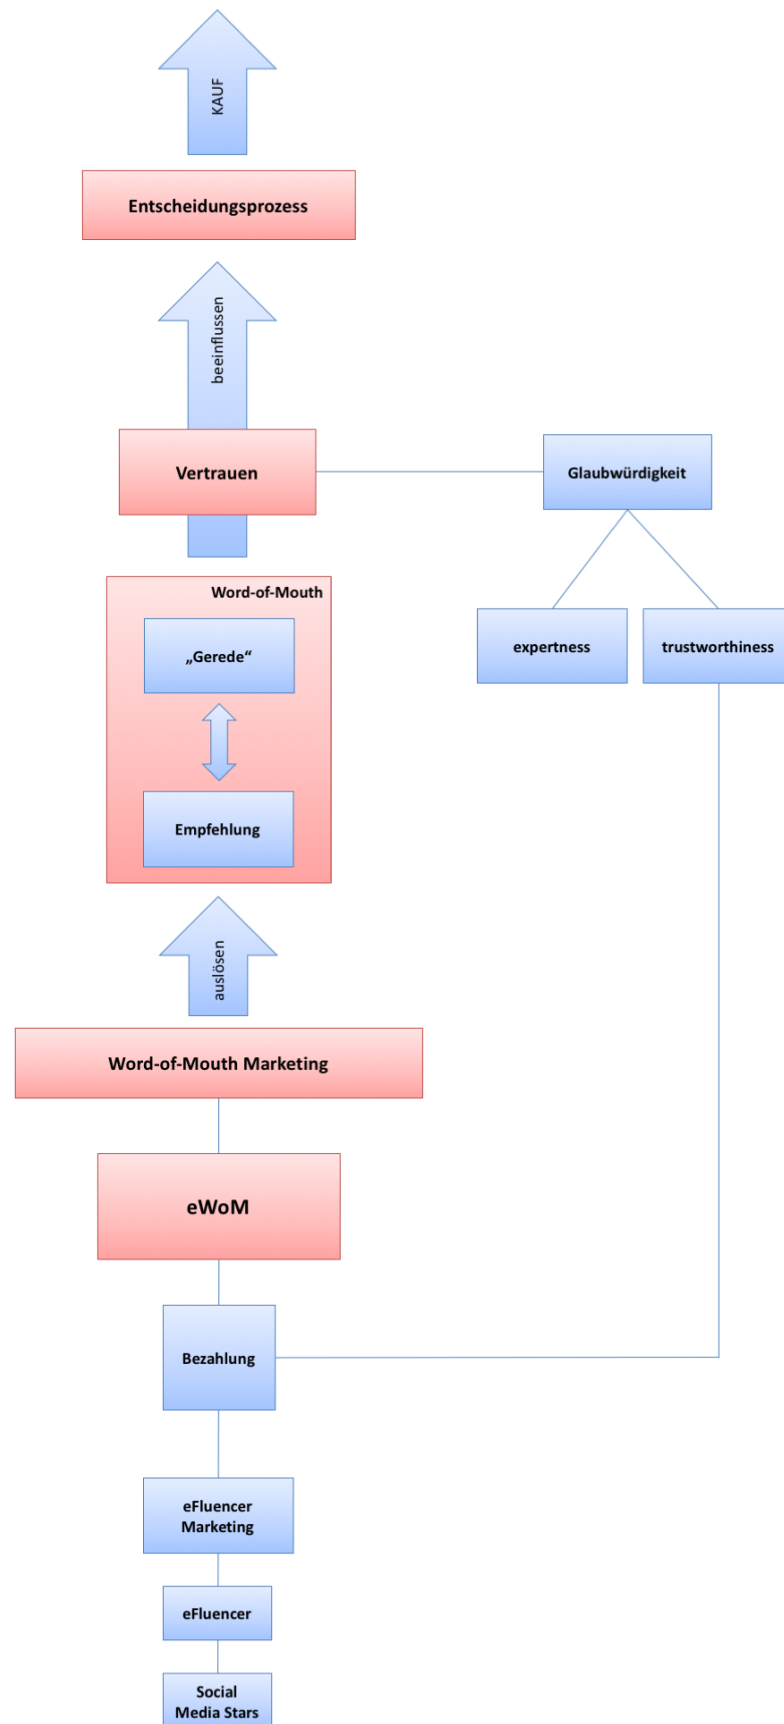 KAUF
Entscheidungsprozess
beeinflussen
Vertrauen
Glaubwürdigkeit
Word-of-Mouth
„Gerede“
expertness
trustworthiness
Empfehlung
auslösen
Word-of-Mouth Marketing
eWoM
Bezahlung
eFluencer
Marketing
eFluencer
Social
Media Stars